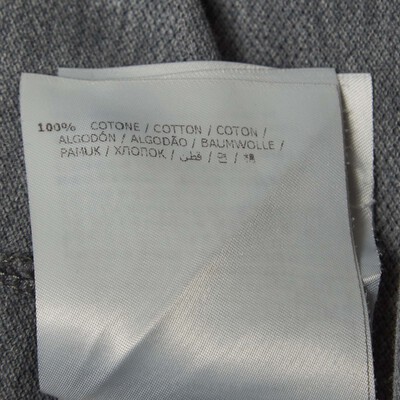 100% COTONE / COTTON / COTON /
ALGODÓN / ALGODÃO / BAUMWOLLE /
PAMUK / ХЛОПОК / قطن / 면 / 棉